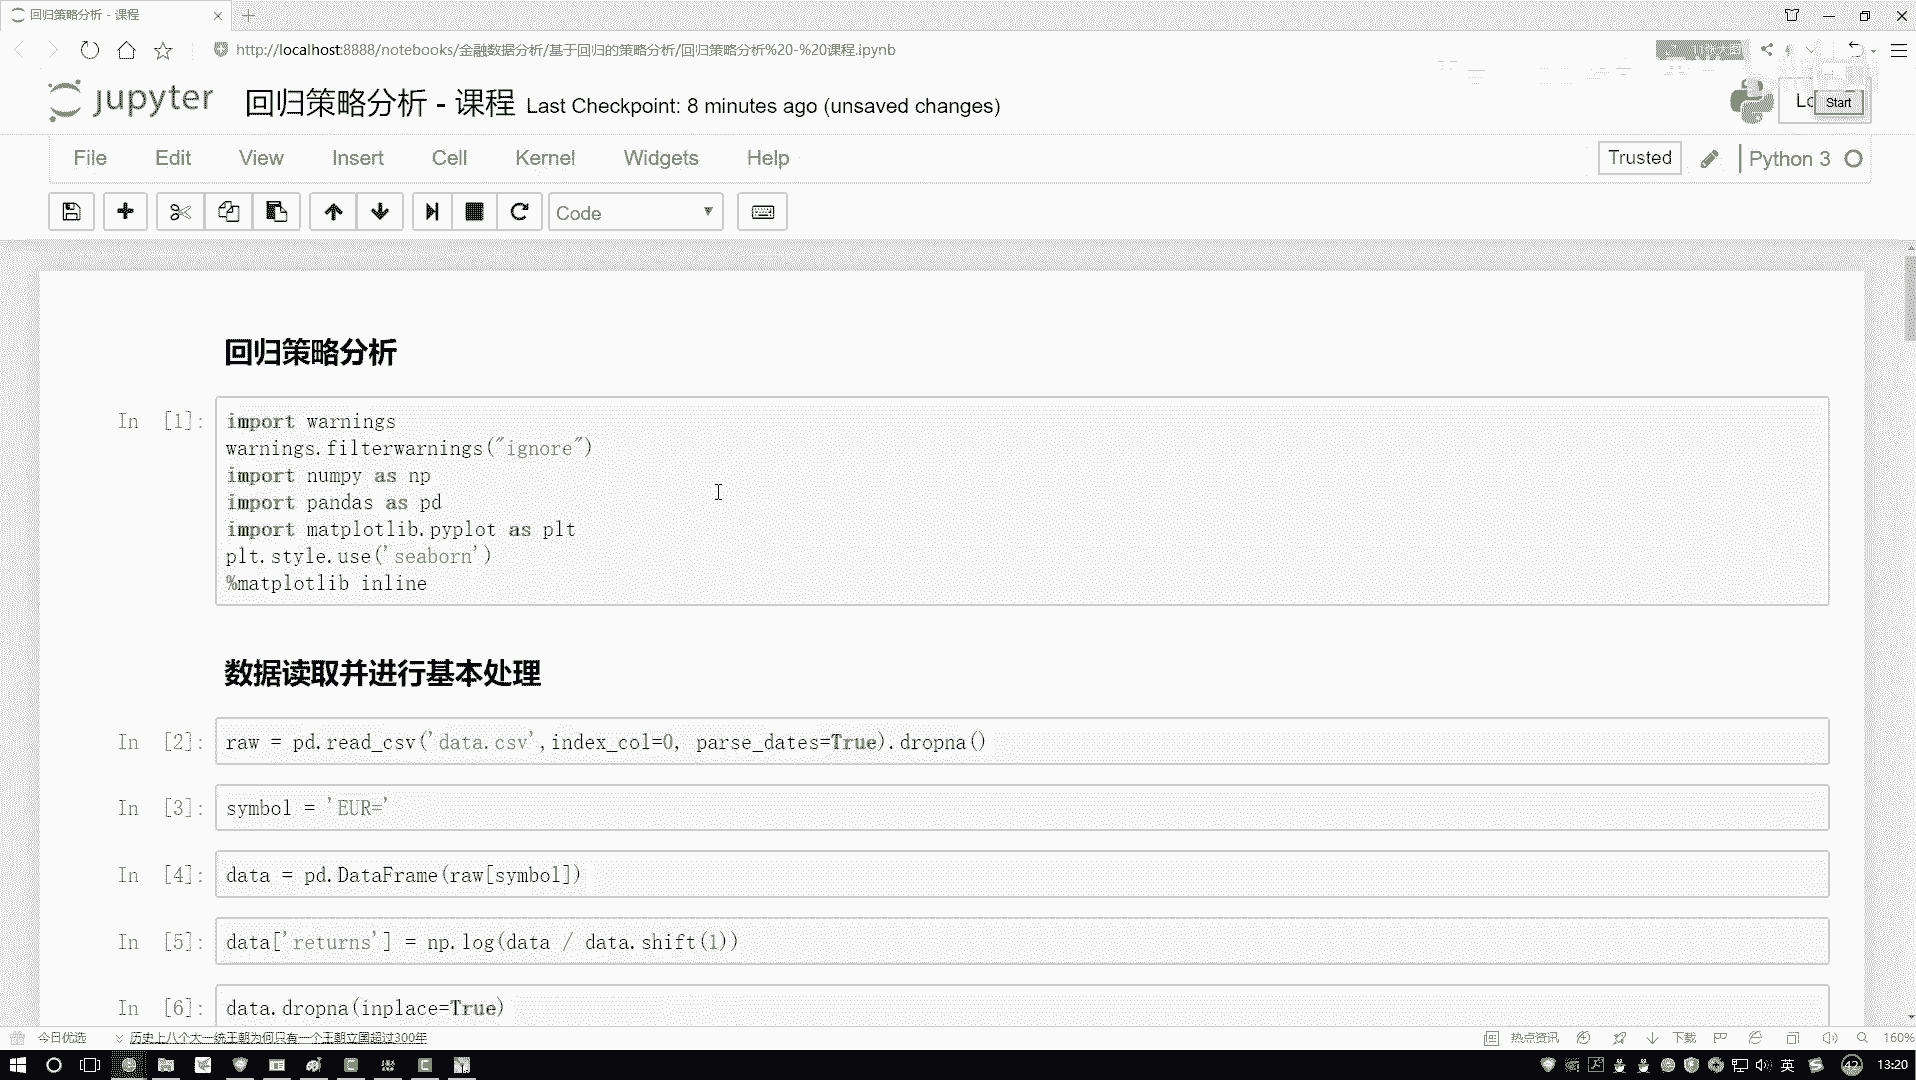 回归策略分析 - 课程
http://localhost:8888/notebooks/金融数据分析/基于回归的策略分析/回归策略分析%20-%20课程.ipynb
jupyter 回归策略分析 - 课程 Last Checkpoint: 8 minutes ago (unsaved changes)
Start
File Edit View Insert Cell Kernel Widgets Help
Trusted Python 3
Code
回归策略分析
In [1]: import warnings
warnings.filterwarnings("ignore")
import numpy as np
import pandas as pd
import matplotlib.pyplot as plt
plt.style.use('seaborn')
%matplotlib inline
数据读取并进行基本处理
In [2]: raw = pd.read_csv('data.csv',index_col=0, parse_dates=True).dropna()
In [3]: symbol = 'EUR='
In [4]: data = pd.DataFrame(raw[symbol])
In [5]: data['returns'] = np.log(data / data.shift(1))
In [6]: data.dropna(inplace=True)
今日优选 历史上八个大一统王朝为何只有一个王朝立国超过300年 热点资讯 下载 160%
英 42 13:20